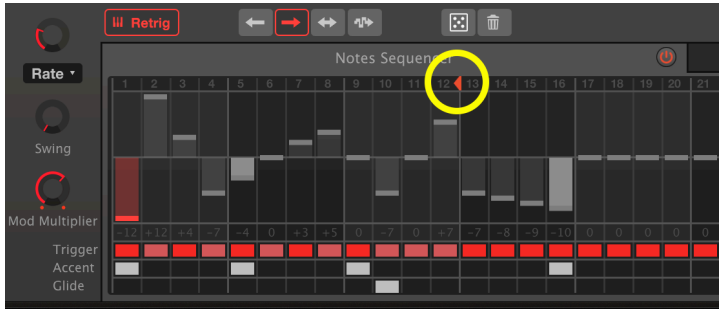 Retrig
Notes Sequencer
Rate
1 2 3 4 5 6 7 8 9 10 11 12 13 14 15 16 17 18 19 20 21
Swing
Mod Multiplier
-12 +12 +4 -7 -4 0 +3 +5 0 -7 0 +7 -7 -8 -9 -10 0 0 0 0 0
Trigger
Accent
Glide